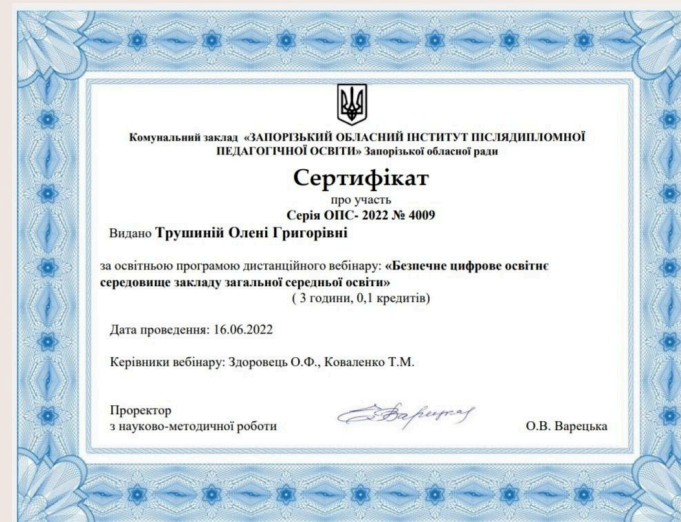 Комунальний заклад «ЗАПОРІЗЬКИЙ ОБЛАСНИЙ ІНСТИТУТ ПІСЛЯДИПЛОМНОЇ
ПЕДАГОГІЧНОЇ ОСВІТИ» Запорізької обласної ради
Сертифікат
про участь
Серія ОПС- 2022 № 4009
Видано Трушиній Олені Григорівні
за освітньою програмою дистанційного вебінару: «Безпечне цифрове освітнє
середовище закладу загальної середньої освіти»
( 3 години, 0,1 кредитів)
Дата проведення: 16.06.2022
Керівники вебінару: Здоровець О.Ф., Коваленко Т.М.
Проректор
з науково-методичної роботи
О.В. Варецька